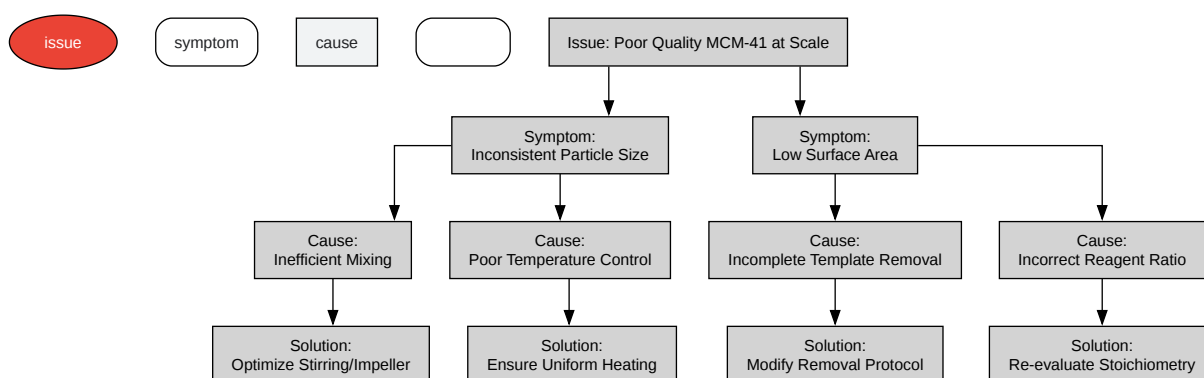 issue
symptom
cause
Issue: Poor Quality MCM-41 at Scale
Symptom:
Inconsistent Particle Size
Symptom:
Low Surface Area
Cause:
Inefficient Mixing
Cause:
Poor Temperature Control
Cause:
Incomplete Template Removal
Cause:
Incorrect Reagent Ratio
Solution:
Optimize Stirring/Impeller
Solution:
Ensure Uniform Heating
Solution:
Modify Removal Protocol
Solution:
Re-evaluate Stoichiometry